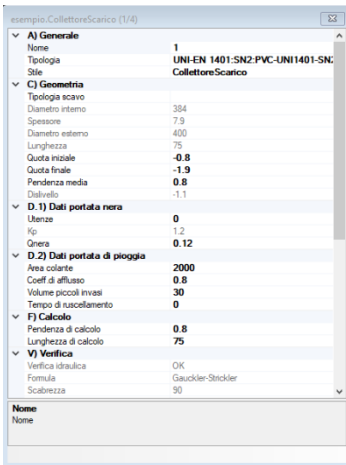 esempio.CollettoreScarico (1/4)
A) Generale
Nome 1
Tipologia UNI-EN 1401:SN2:PVC-UNI1401-SN2
Stile CollettoreScarico
C) Geometria
Tipologia scavo
Diametro interno 384
Spessore 7.9
Diametro esterno 400
Lunghezza 75
Quota iniziale -0.8
Quota finale -1.9
Pendenza media 0.8
Dislivello -1.1
D.1) Dati portata nera
Utenze 0
Kp 1.2
Qnera 0.12
D.2) Dati portata di pioggia
Area colante 2000
Coeff.di afflusso 0.8
Volume piccoli invasi 30
Tempo di ruscellamento 0
F) Calcolo
Pendenza di calcolo 0.8
Lunghezza di calcolo 75
V) Verifica
Verifica idraulica OK
Formula Gauckler-Strickler
Scabrezza 90
Nome
Nome